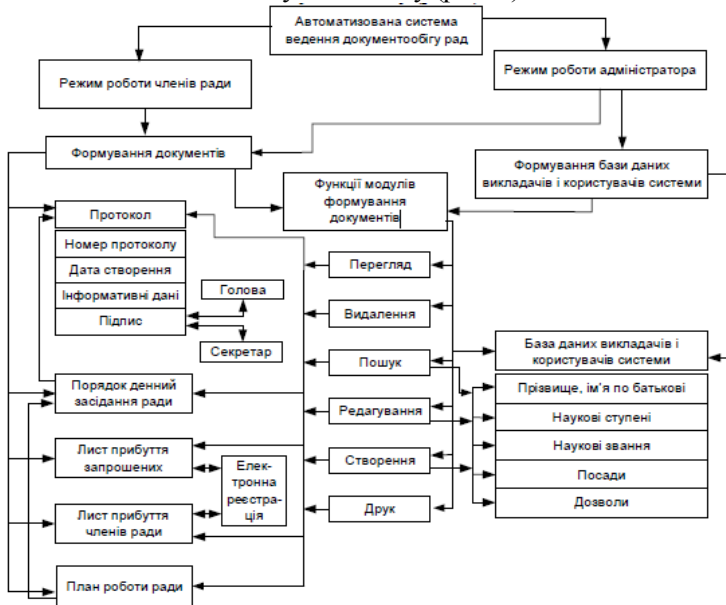 Автоматизована система
ведення документообігу рад
Режим роботи членів ради
Режим роботи адміністратора
Формування документів
Функції модулів
формування
документів
Формування бази даних
викладачів і користувачів системи
Протокол
Номер протоколу
Дата створення
Інформативні дані
Підпис
Голова
Секретар
Порядок денний
засідання ради
Лист прибуття
запрошених
Лист прибуття
членів ради
Елек-
тронна
реєстра-
ція
План роботи ради
Перегляд
Видалення
Пошук
Редагування
Створення
Друк
База даних викладачів і
користувачів системи
Прізвище, ім'я по батькові
Наукові ступені
Наукові звання
Посади
Дозволи